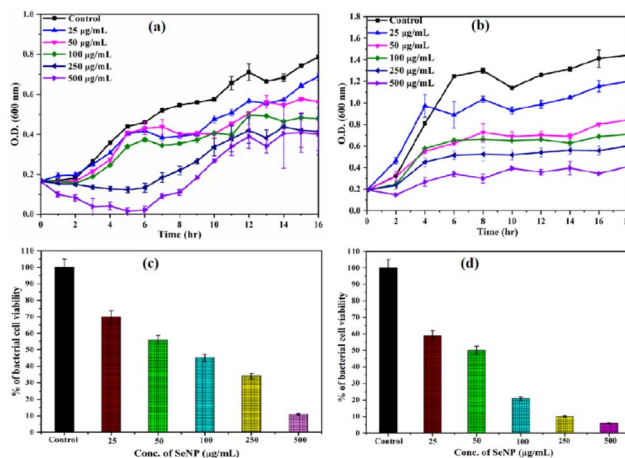 (a)
Control
25 µg/mL
50 µg/mL
100 µg/mL
250 µg/mL
500 µg/mL
O.D. (600 nm)
1.0
0.8
0.6
0.4
0.2
0.0
0 2 4 6 8 10 12 14 16
Time (hr)
(b)
Control
25 µg/mL
50 µg/mL
100 µg/mL
250 µg/mL
500 µg/mL
O.D. (600 nm)
1.8
1.6
1.4
1.2
1.0
0.8
0.6
0.4
0.2
0.0
0 2 4 6 8 10 12 14 16
Time (hr)
(c)
% of bacterial cell viability
110
100
90
80
70
60
50
40
30
20
10
0
Control 25 50 100 250 500
Conc. of SeNP (µg/mL)
(d)
% of bacterial cell viability
110
100
90
80
70
60
50
40
30
20
10
0
Control 25 50 100 250 500
Conc. of SeNP (µg/mL)